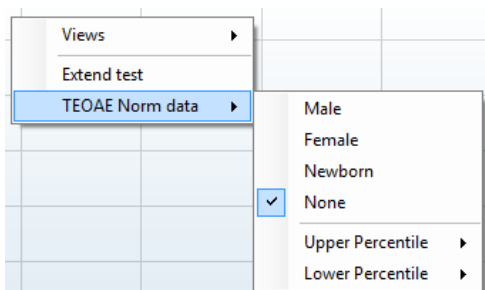 Views
Extend test
TEOAE Norm data
Male
Female
Newborn
None
Upper Percentile
Lower Percentile